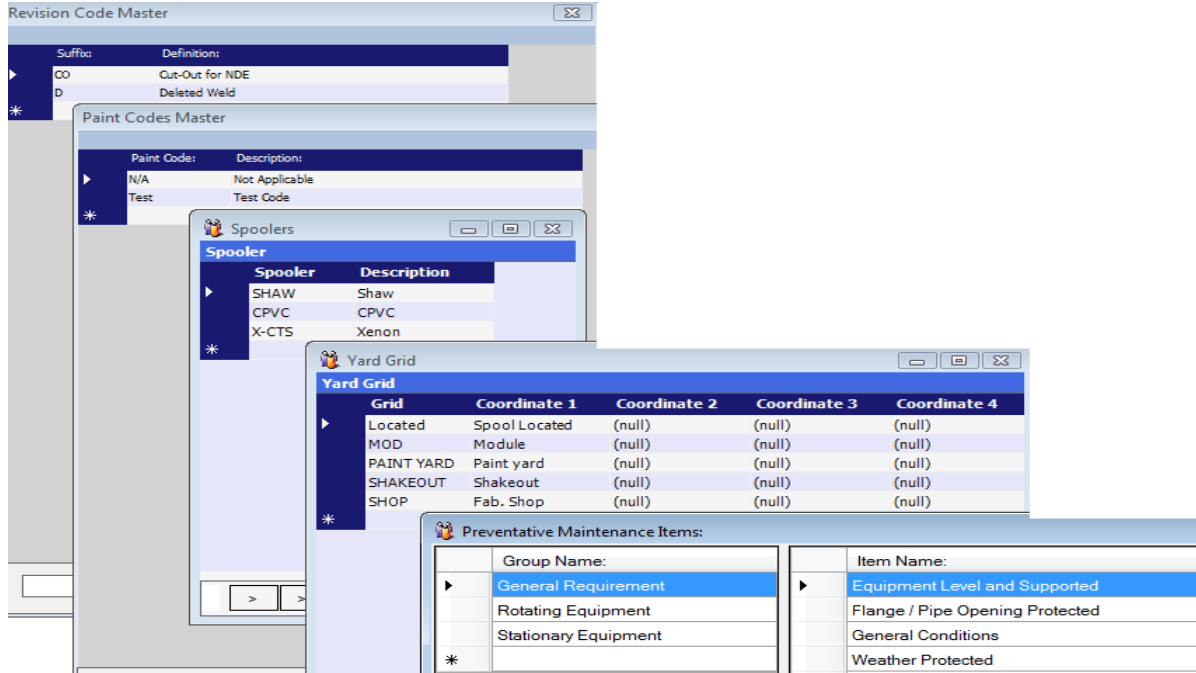 Revision Code Master
Suffix: Definition:
CO Cut-Out for NDE
D Deleted Weld
Paint Codes Master
Paint Code: Description:
N/A Not Applicable
Test Test Code
Spoolers
Spooler
Spooler Description
SHAW Shaw
CPVC CPVC
X-CTS Xenon
Yard Grid
Yard Grid
Grid Coordinate 1 Coordinate 2 Coordinate 3 Coordinate 4
Located Spool Located (null) (null) (null)
MOD Module (null) (null) (null)
PAINT YARD Paint yard (null) (null) (null)
SHAKEOUT Shakeout (null) (null) (null)
SHOP Fab. Shop (null) (null) (null)
Preventative Maintenance Items:
Group Name: Item Name:
General Requirement Equipment Level and Supported
Rotating Equipment Flange / Pipe Opening Protected
Stationary Equipment General Conditions
Weather Protected
> >